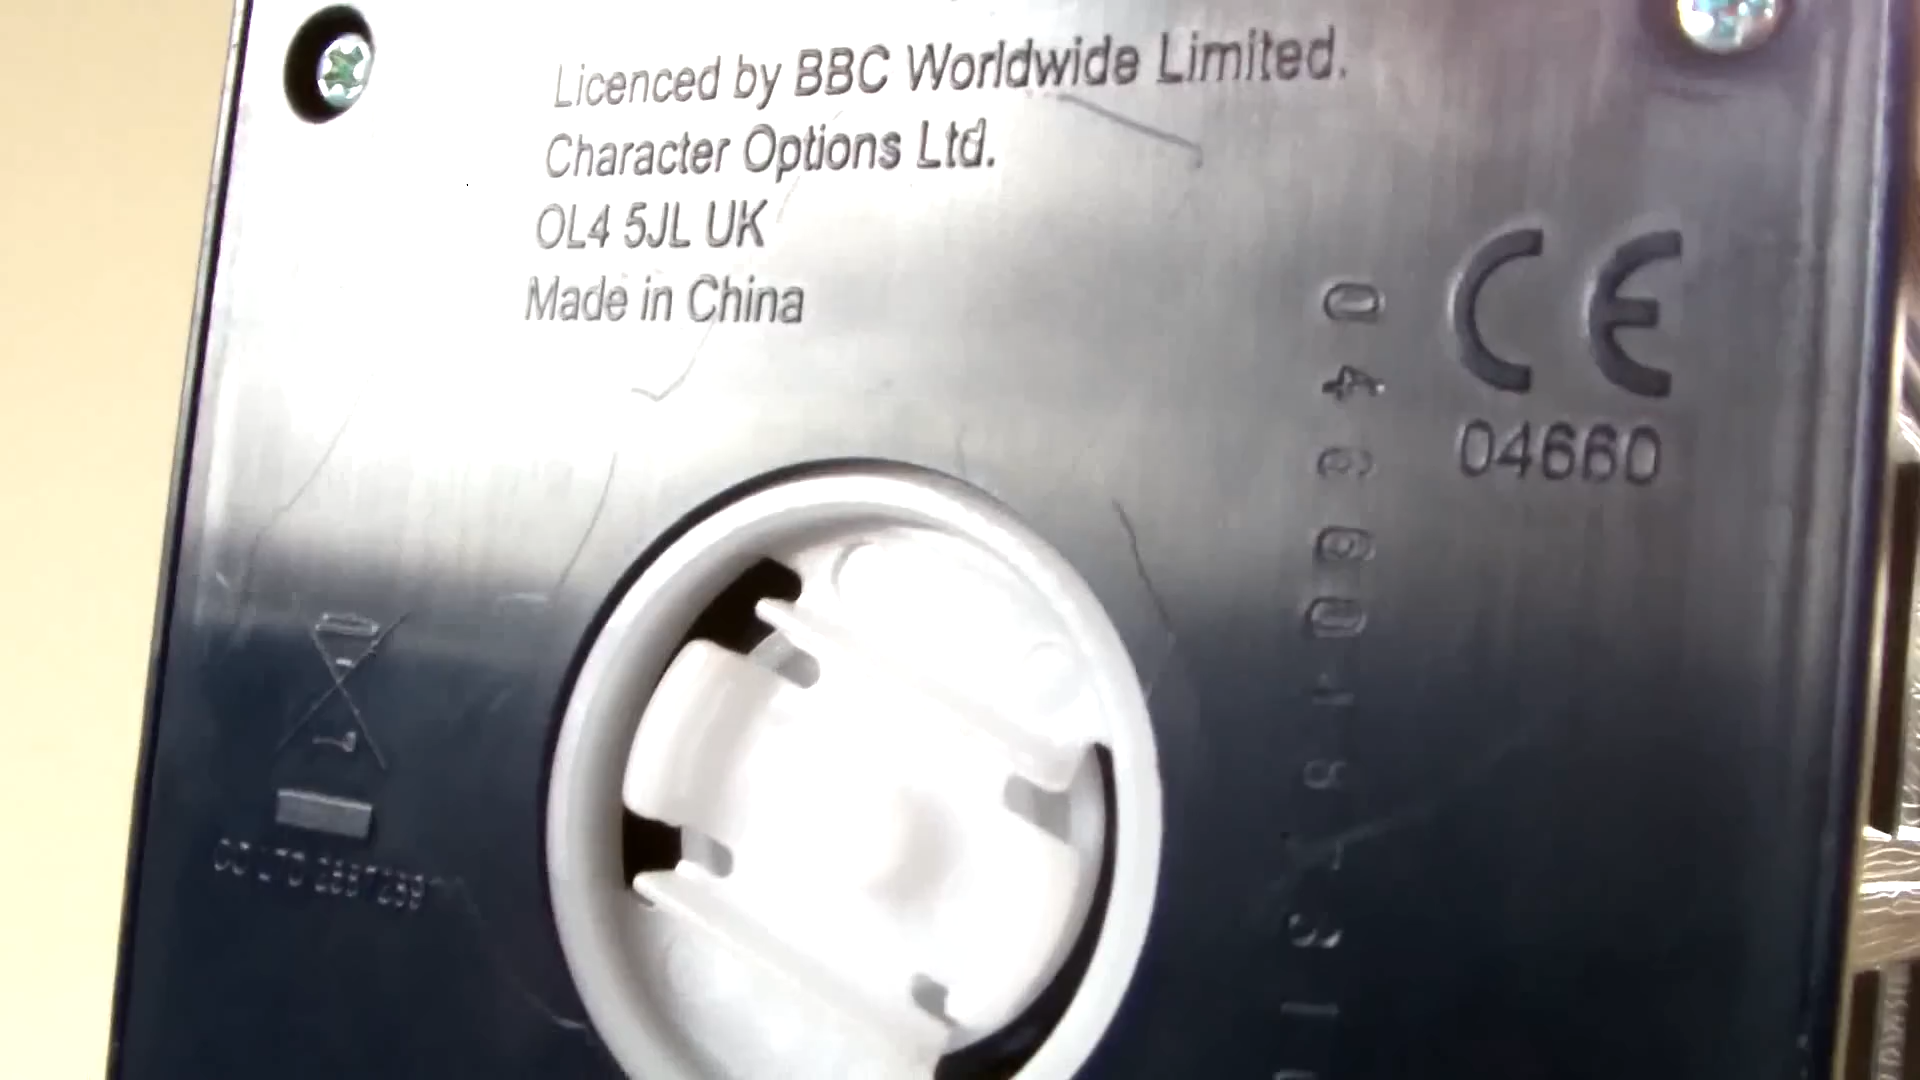 Licenced by BBC Worldwide Limited.
Character Options Ltd.
OL4 5JL UK
Made in China
CE
04660